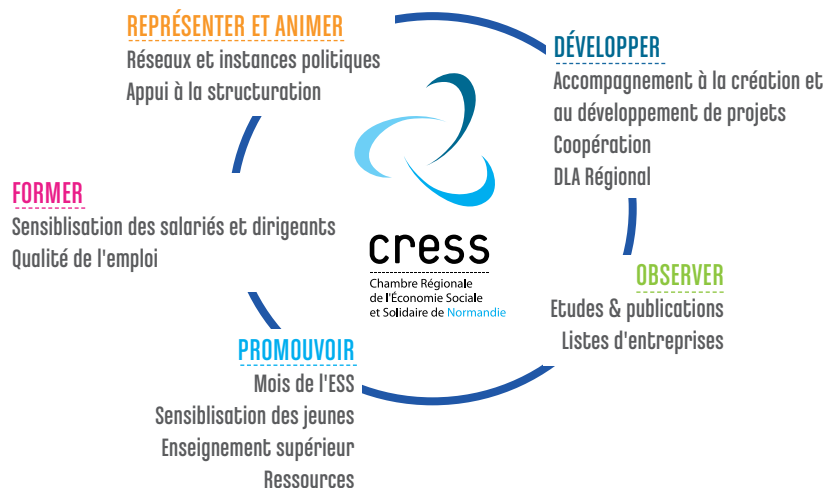 REPRÉSENTER ET ANIMER
Réseaux et instances politiques
Appui à la structuration
DÉVELOPPER
Accompagnement à la création et
au développement de projets
Coopération
DLA Régional
FORMER
Sensiblisation des salariés et dirigeants
Qualité de l'emploi
cress
Chambre Régionale
de l'Économie Sociale
et Solidaire de Normandie
OBSERVER
Etudes & publications
Listes d'entreprises
PROMOUVOIR
Mois de l'ESS
Sensiblisation des jeunes
Enseignement supérieur
Ressources